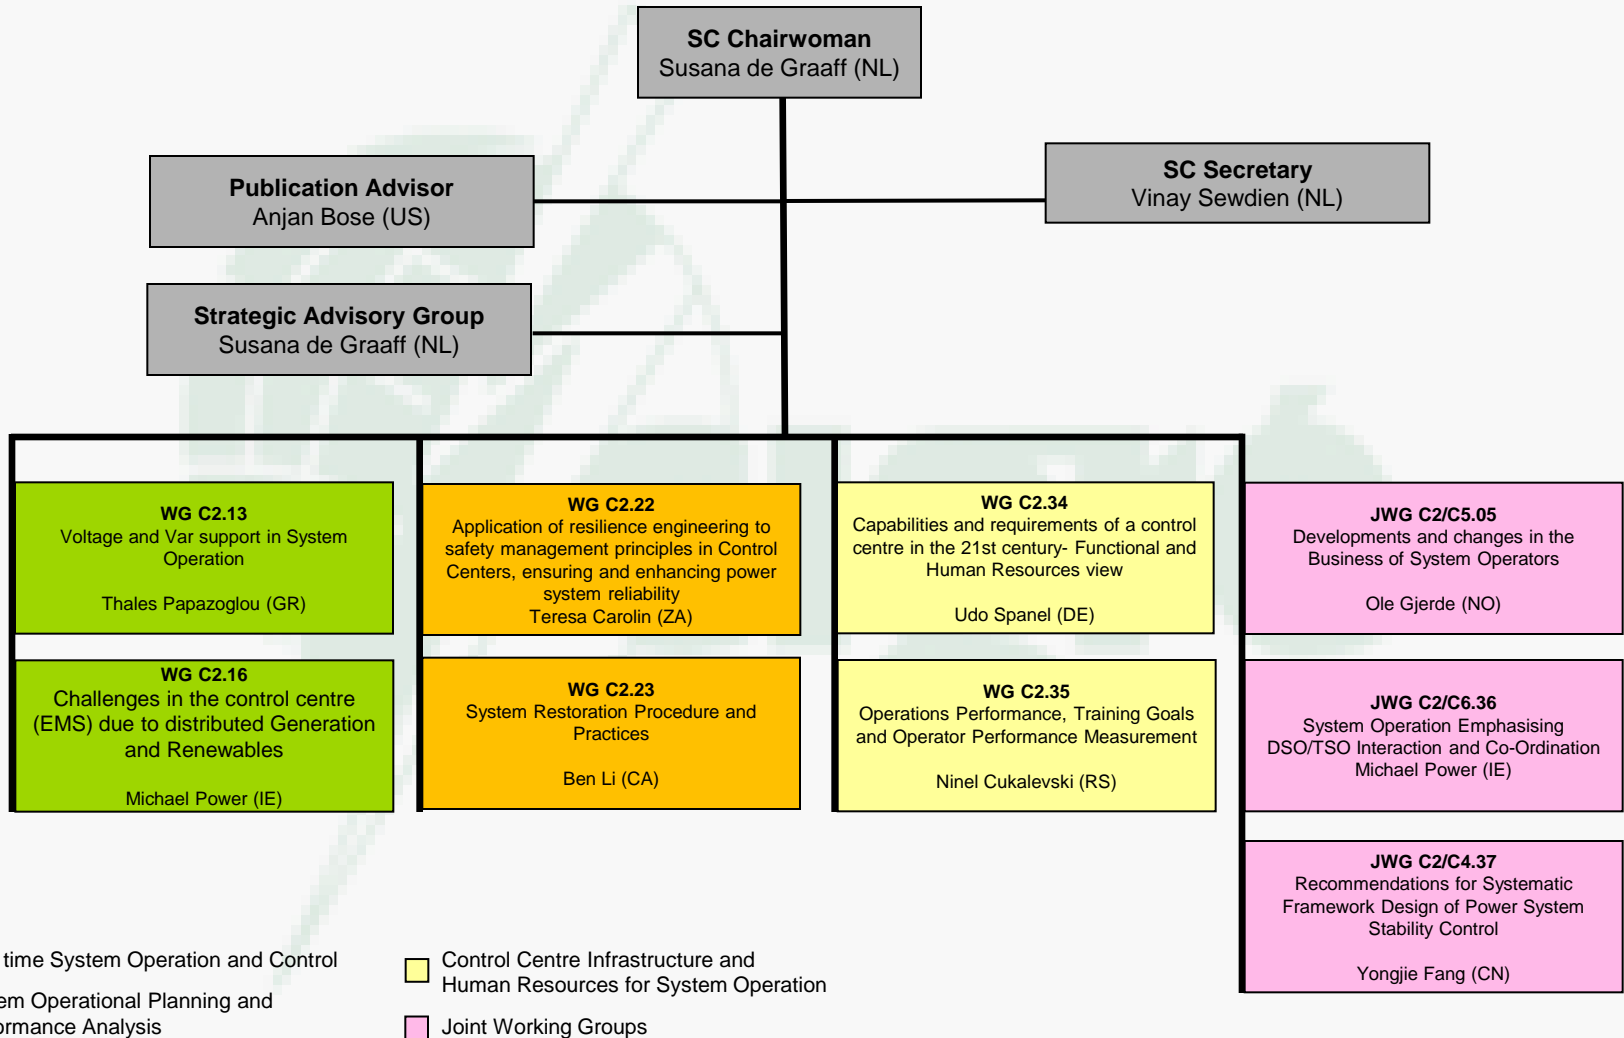 SC Chairwoman
Susana de Graaff (NL)
Publication Advisor
Anjan Bose (US)
SC Secretary
Vinay Sewdien (NL)
Strategic Advisory Group
Susana de Graaff (NL)
WG C2.13
Voltage and Var support in System
Operation
Thales Papazoglou (GR)
WG C2.22
Application of resilience engineering to
safety management principles in Control
Centers, ensuring and enhancing power
system reliability
Teresa Carolin (ZA)
WG C2.34
Capabilities and requirements of a control
centre in the 21st century- Functional and
Human Resources view
Udo Spanel (DE)
JWG C2/C5.05
Developments and changes in the
Business of System Operators
Ole Gjerde (NO)
WG C2.16
Challenges in the control centre
(EMS) due to distributed Generation
and Renewables
Michael Power (IE)
WG C2.23
System Restoration Procedure and
Practices
Ben Li (CA)
WG C2.35
Operations Performance, Training Goals
and Operator Performance Measurement
Ninel Cukalevski (RS)
JWG C2/C6.36
System Operation Emphasising
DSO/TSO Interaction and Co-Ordination
Michael Power (IE)
JWG C2/C4.37
Recommendations for Systematic
Framework Design of Power System
Stability Control
Yongjie Fang (CN)
time System Operation and Control
em Operational Planning and
ormance Analysis
Control Centre Infrastructure and
Human Resources for System Operation
Joint Working Groups